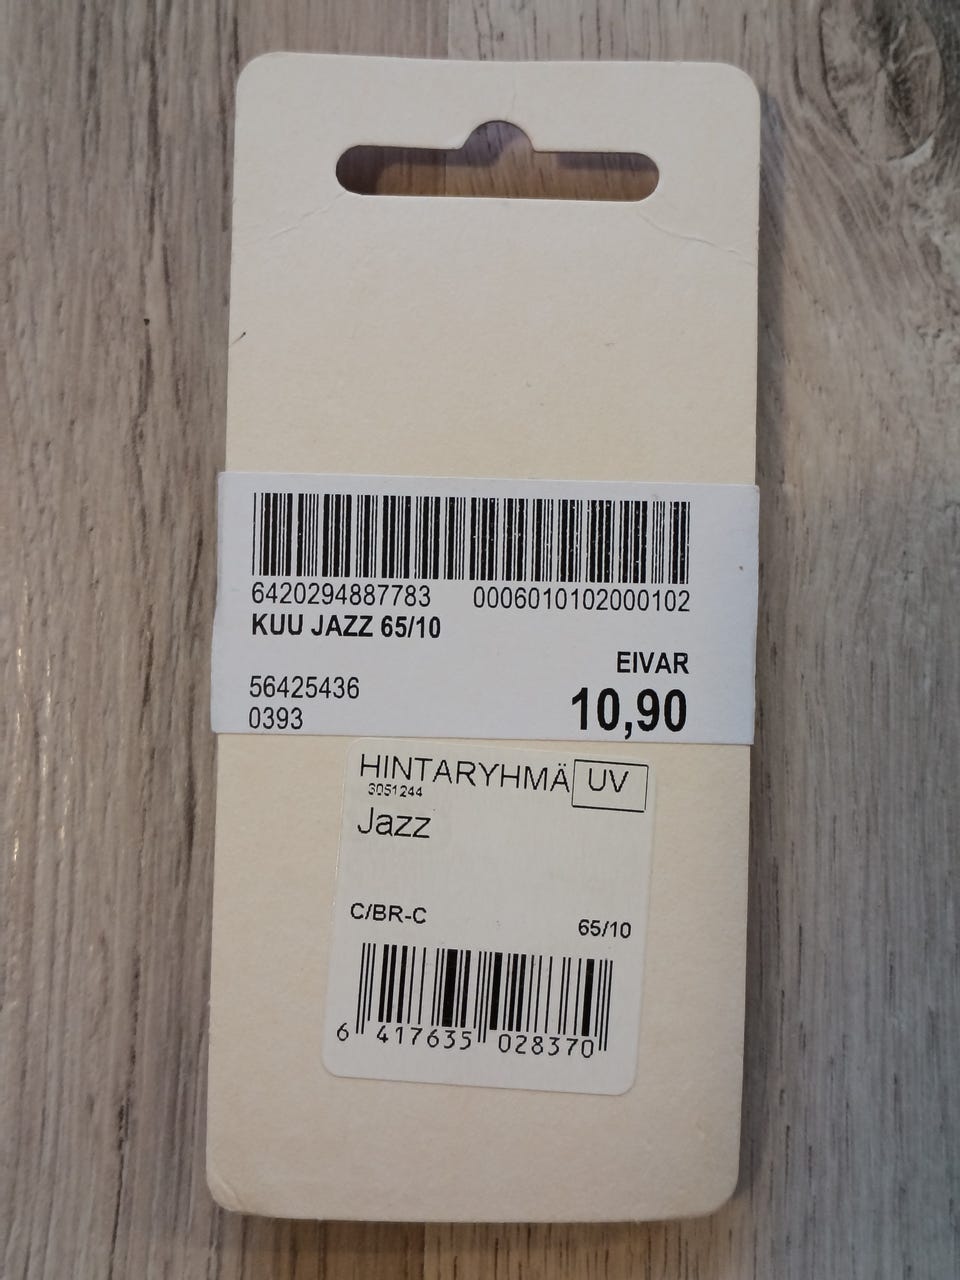 6420294887783 0006010102000102
KUU JAZZ 65/10
EIVAR
56425436
10,90
0393
HINTARYHMÄ UV
3051244
Jazz
C/BR-C 65/10
6 417635 028370